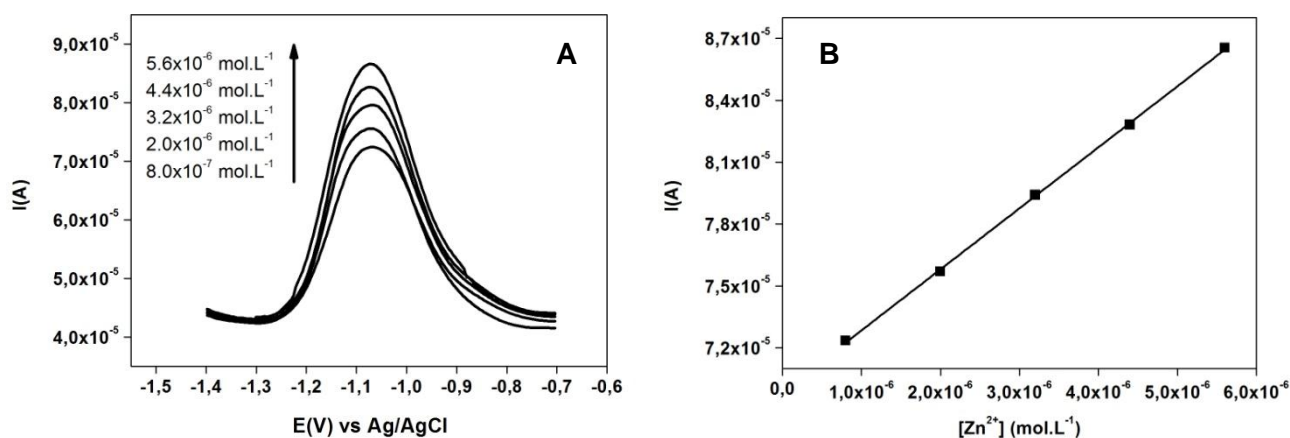 A
9,0x10⁻⁵
8,0x10⁻⁵
7,0x10⁻⁵
6,0x10⁻⁵
5,0x10⁻⁵
4,0x10⁻⁵
I(A)
5.6x10⁻⁶ mol.L⁻¹
4.4x10⁻⁶ mol.L⁻¹
3.2x10⁻⁶ mol.L⁻¹
2.0x10⁻⁶ mol.L⁻¹
8.0x10⁻⁷ mol.L⁻¹
-1,5 -1,4 -1,3 -1,2 -1,1 -1,0 -0,9 -0,8 -0,7 -0,6
E(V) vs Ag/AgCl
B
8,7x10⁻⁵
8,4x10⁻⁵
8,1x10⁻⁵
7,8x10⁻⁵
7,5x10⁻⁵
7,2x10⁻⁵
I(A)
0,0 1,0x10⁻⁶ 2,0x10⁻⁶ 3,0x10⁻⁶ 4,0x10⁻⁶ 5,0x10⁻⁶ 6,0x10⁻⁶
[Zn²⁺] (mol.L⁻¹)